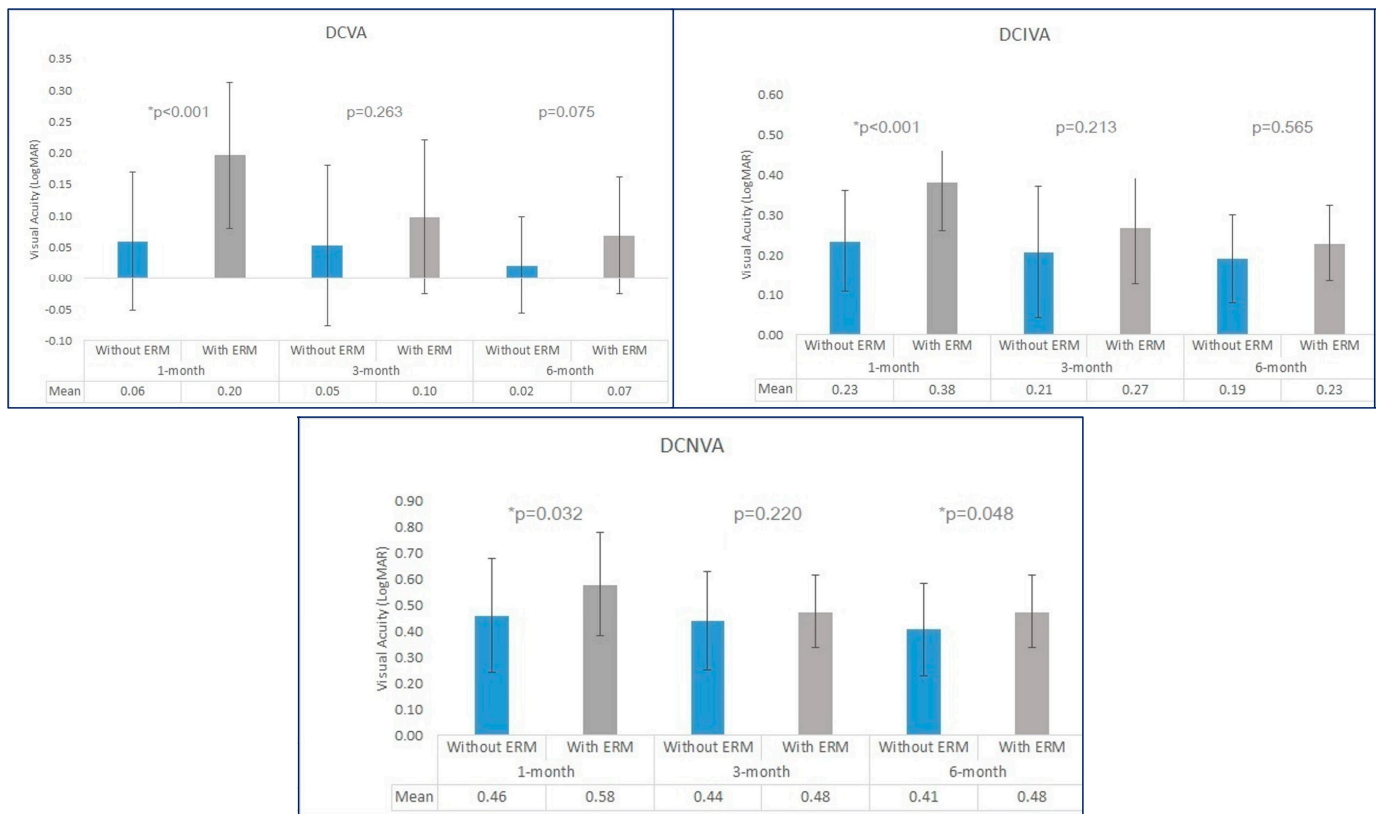 DCVA
Visual Acuity (LogMAR)
0.35
0.30
0.25
0.20
0.15
0.10
0.05
0.00
-0.05
-0.10
*p<0.001 p=0.263 p=0.075
Without ERM With ERM Without ERM With ERM Without ERM With ERM
1-month 3-month 6-month
Mean 0.06 0.20 0.05 0.10 0.02 0.07
DCIVA
Visual Acuity (LogMAR)
0.60
0.50
0.40
0.30
0.20
0.10
0.00
*p<0.001 p=0.213 p=0.565
Without ERM With ERM Without ERM With ERM Without ERM With ERM
1-month 3-month 6-month
Mean 0.23 0.38 0.21 0.27 0.19 0.23
DCNVA
Visual Acuity (LogMAR)
0.90
0.80
0.70
0.60
0.50
0.40
0.30
0.20
0.10
0.00
*p=0.032 p=0.220 *p=0.048
Without ERM With ERM Without ERM With ERM Without ERM With ERM
1-month 3-month 6-month
Mean 0.46 0.58 0.44 0.48 0.41 0.48